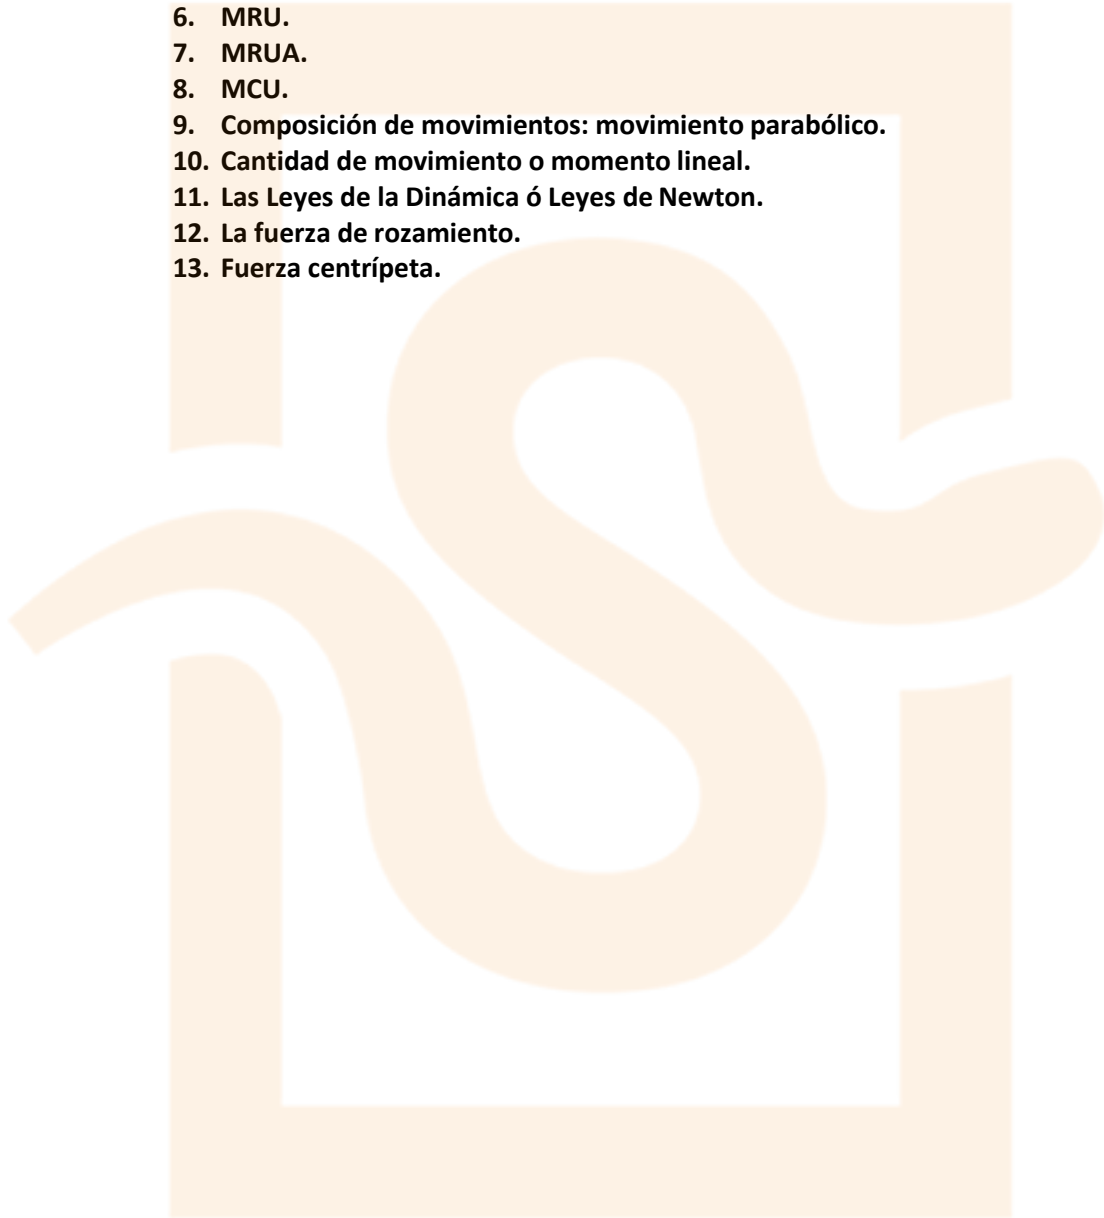 6. MRU.
7. MRUA.
8. MCU.
9. Composición de movimientos: movimiento parabólico.
10. Cantidad de movimiento o momento lineal.
11. Las Leyes de la Dinámica ó Leyes de Newton.
12. La fuerza de rozamiento.
13. Fuerza centrípeta.